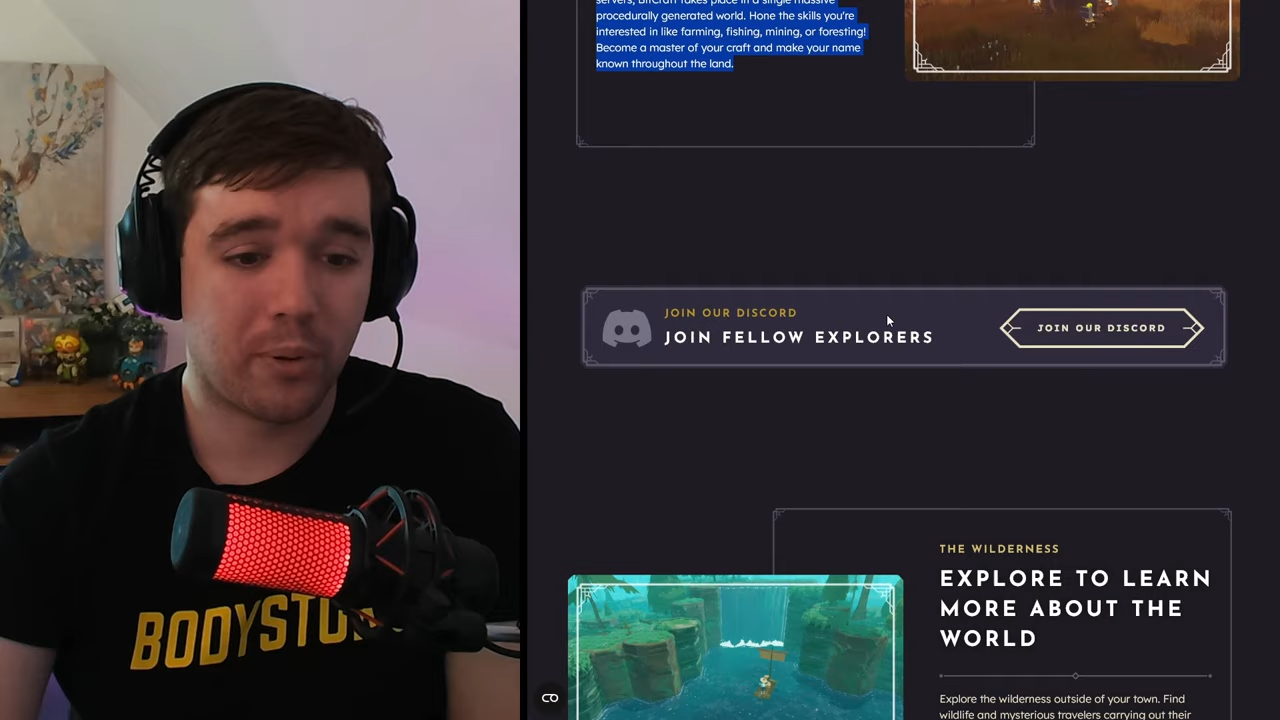 servers, BitCraft takes place in a single massive
procedurally generated world. Hone the skills you're
interested in like farming, fishing, mining, or foresting!
Become a master of your craft and make your name
known throughout the land.
JOIN OUR DISCORD
JOIN FELLOW EXPLORERS
JOIN OUR DISCORD
THE WILDERNESS
EXPLORE TO LEARN
MORE ABOUT THE
WORLD
Explore the wilderness outside of your town. Find
wildlife and mysterious travelers carrying out their